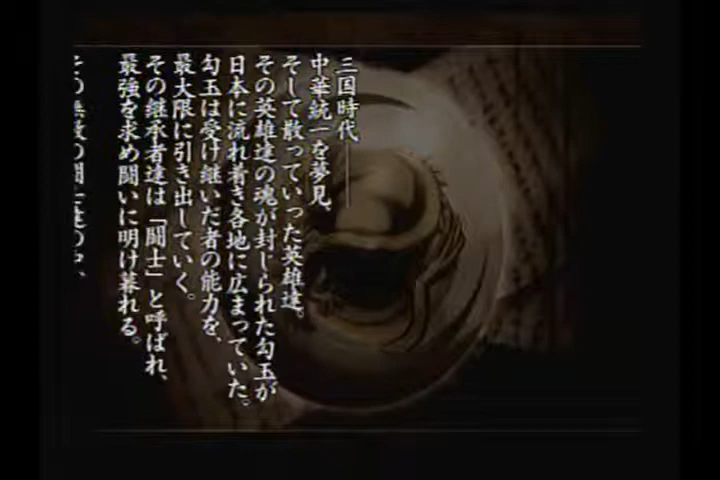 三国時代――
中華統一を夢見、
そして散っていった英雄達。
その英雄達の魂が封じられた勾玉が
日本に流れ着き各地に広まっていた。
勾玉は受け継いだ者の能力を、
最大限に引き出していく。
その継承者達は「闘士」と呼ばれ、
最強を求め闘いに明け暮れる。